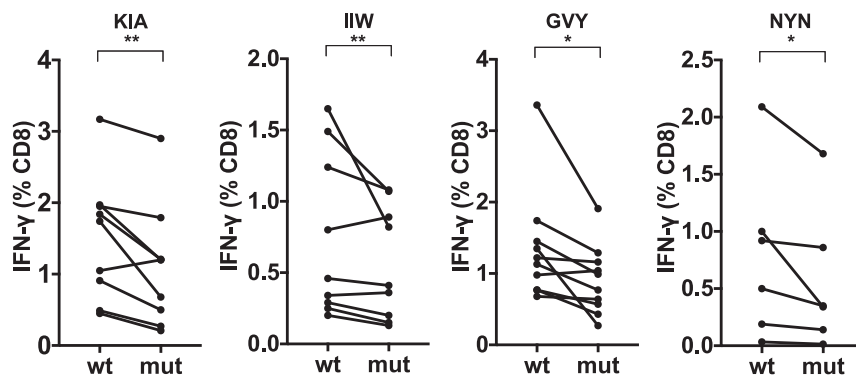 KIA
**
4
3
2
1
0
IFN-γ (% CD8)
wt mut
IIW
**
2.0
1.5
1.0
0.5
0.0
IFN-γ (% CD8)
wt mut
GVY
*
4
3
2
1
0
IFN-γ (% CD8)
wt mut
NYN
*
2.5
2.0
1.5
1.0
0.5
0.0
IFN-γ (% CD8)
wt mut